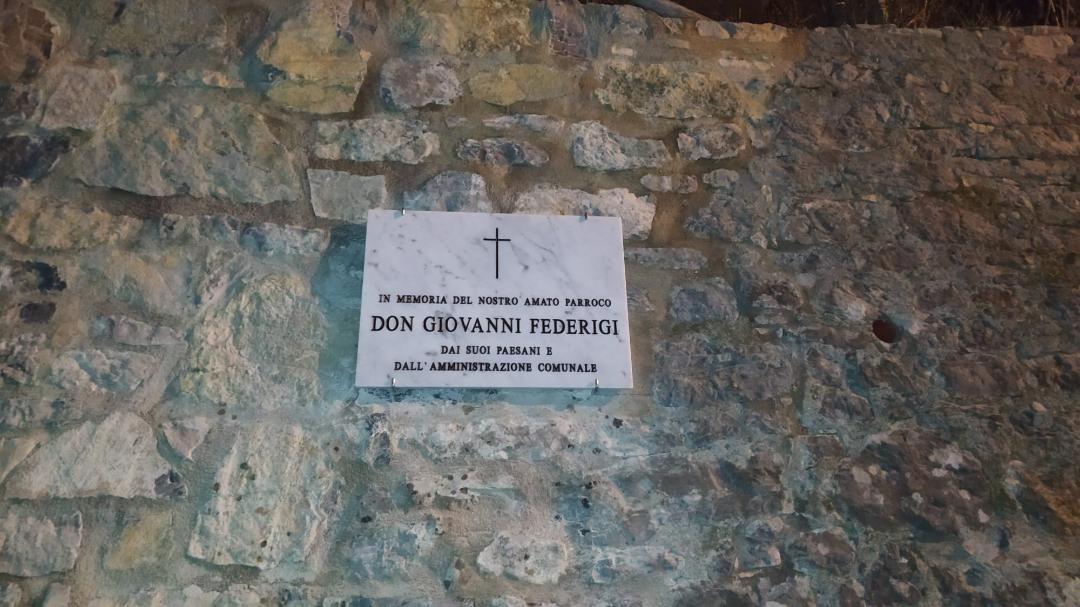 IN MEMORIA DEL NOSTRO AMATO PARROCO
DON GIOVANNI FEDERIGI
DAI SUOI PAESANI E
DALL'AMMINISTRAZIONE COMUNALE